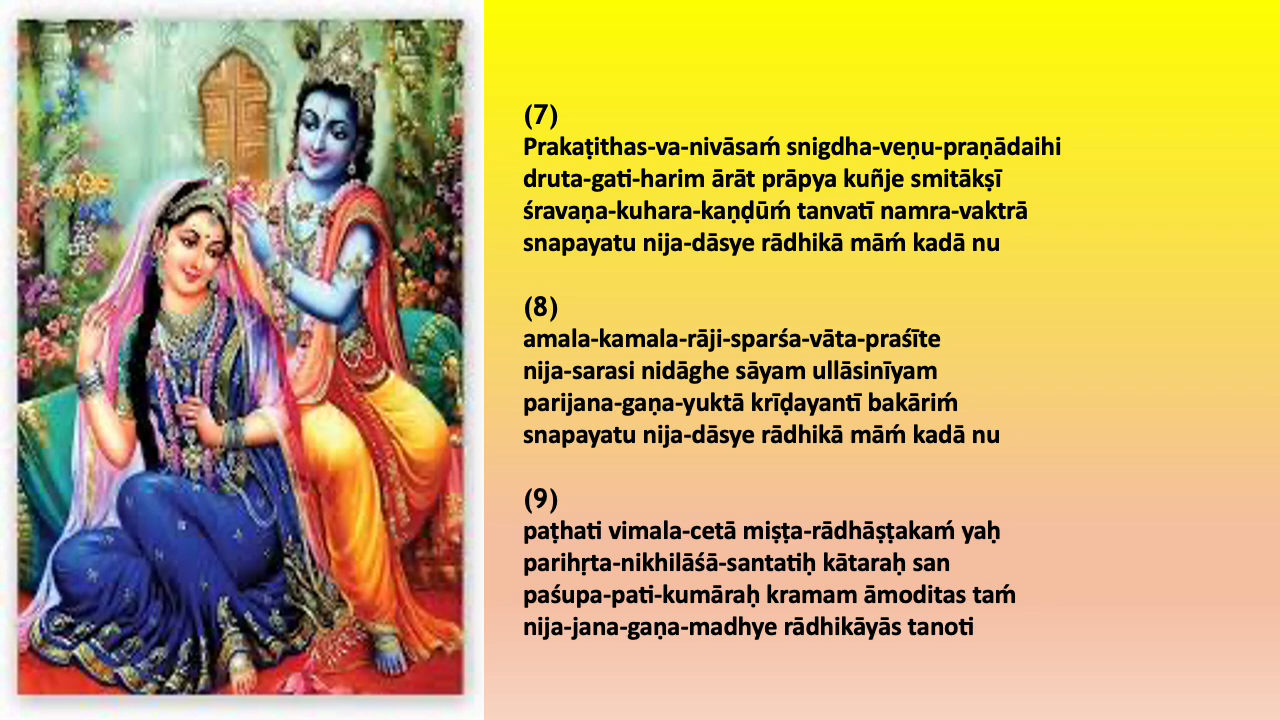 (7)
Prakaṭithas-va-nivāsaḿ snigdha-veṇu-praṇādaihi
druta-gati-harim ārāt prāpya kuñje smitākṣī
śravaṇa-kuhara-kaṇḍūḿ tanvatī namra-vaktrā
snapayatu nija-dāsye rādhikā māḿ kadā nu
(8)
amala-kamala-rāji-sparśa-vāta-praśīte
nija-sarasi nidāghe sāyam ullāsinīyam
parijana-gaṇa-yuktā krīḍayantī bakāriḿ
snapayatu nija-dāsye rādhikā māḿ kadā nu
(9)
paṭhati vimala-cetā miṣṭa-rādhāṣṭakaḿ yaḥ
parihṛta-nikhilāśā-santatiḥ kātaraḥ san
paśupa-pati-kumāraḥ kramam āmoditas taḿ
nija-jana-gaṇa-madhye rādhikāyās tanoti